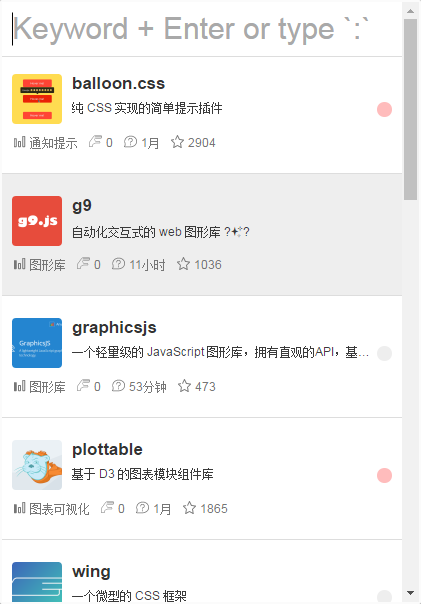 Keyword + Enter or type `:`
balloon.css
纯 CSS 实现的简单提示插件
通知提示 0 1月 2904
g9.js
g9
自动化交互式的 web 图形库 ?✨?
图形库 0 11小时 1036
GraphicsJS
graphicsjs
一个轻量级的 JavaScript 图形库，拥有直观的API，基...
图形库 0 53分钟 473
plottable
基于 D3 的图表模块组件库
图表可视化 0 1月 1865
wing
一个微型的 CSS 框架